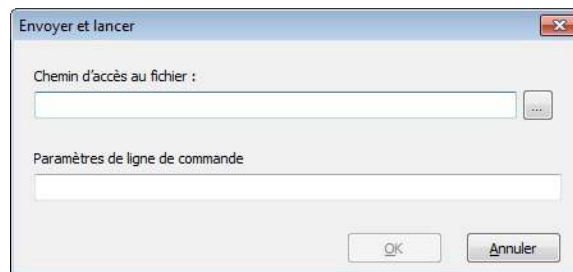 Envoyer et lancer
Chemin d'accès au fichier :
...
Paramètres de ligne de commande
OK
Annuler